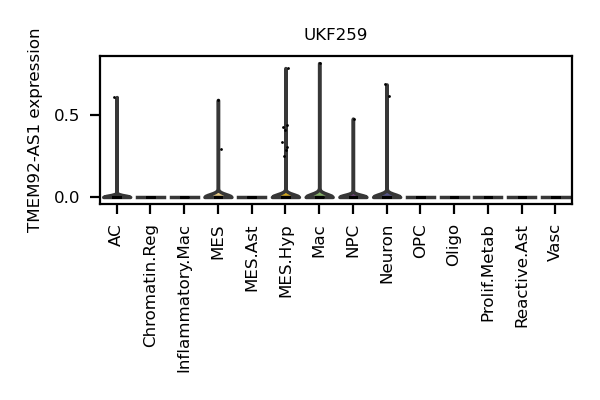 UKF259
TMEM92-AS1 expression
0.5
0.0
AC
Chromatin.Reg
Inflammatory.Mac
MES
MES.Ast
MES.Hyp
Mac
NPC
Neuron
OPC
Oligo
Prolif.Metab
Reactive.Ast
Vasc